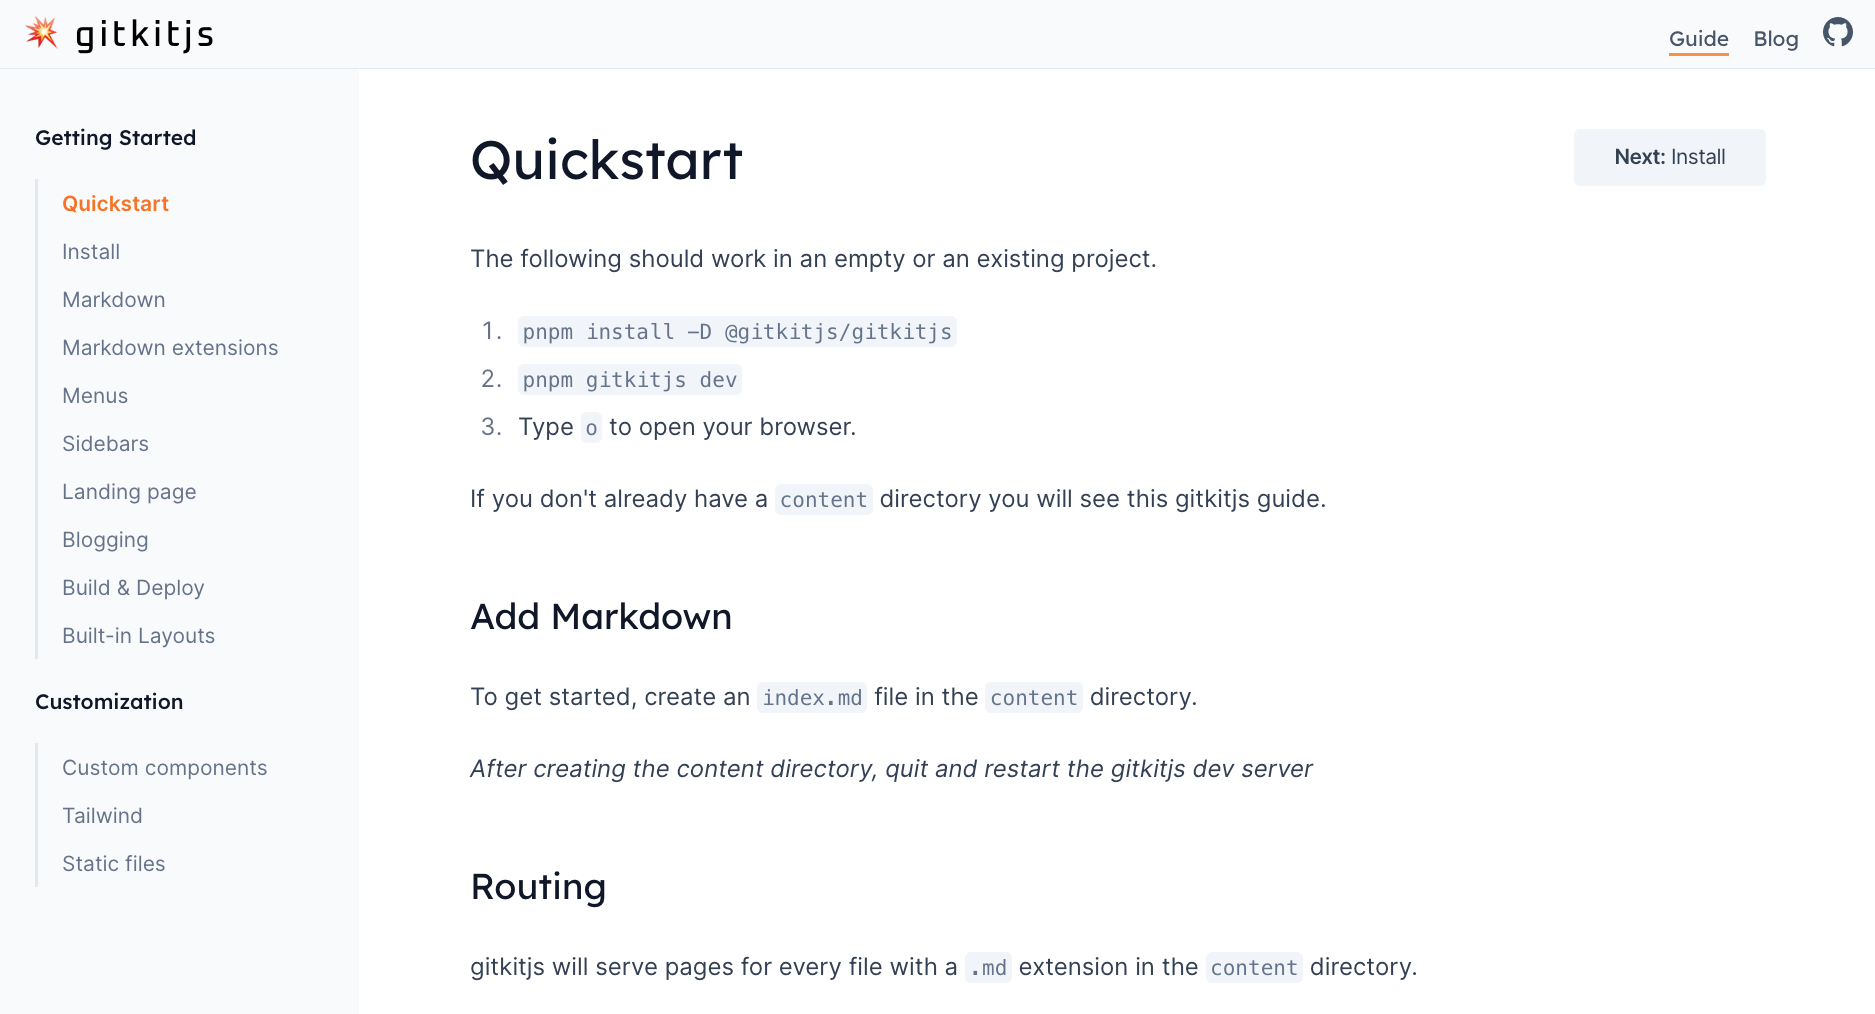 gitkitjs
Guide
Blog
Getting Started
Quickstart
Install
Markdown
Markdown extensions
Menus
Sidebars
Landing page
Blogging
Build & Deploy
Built-in Layouts
Customization
Custom components
Tailwind
Static files
Quickstart
Next: Install
The following should work in an empty or an existing project.
1. pnpm install -D @gitkitjs/gitkitjs
2. pnpm gitkitjs dev
3. Type o to open your browser.
If you don't already have a content directory you will see this gitkitjs guide.
Add Markdown
To get started, create an index.md file in the content directory.
After creating the content directory, quit and restart the gitkitjs dev server
Routing
gitkitjs will serve pages for every file with a .md extension in the content directory.